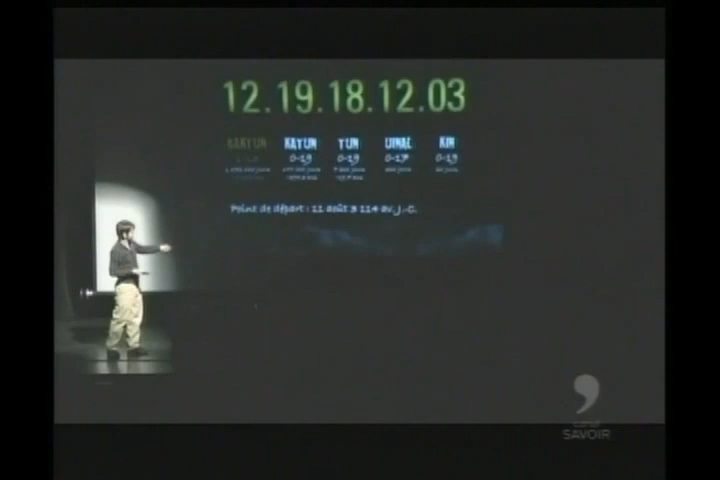 12.19.18.12.03
BAKTUN KATUN TUN UINAL KIN
0-19 0-19 0-17 0-19
Point de départ : 11 août 3 114 av. J.-C.
canal
SAVOIR